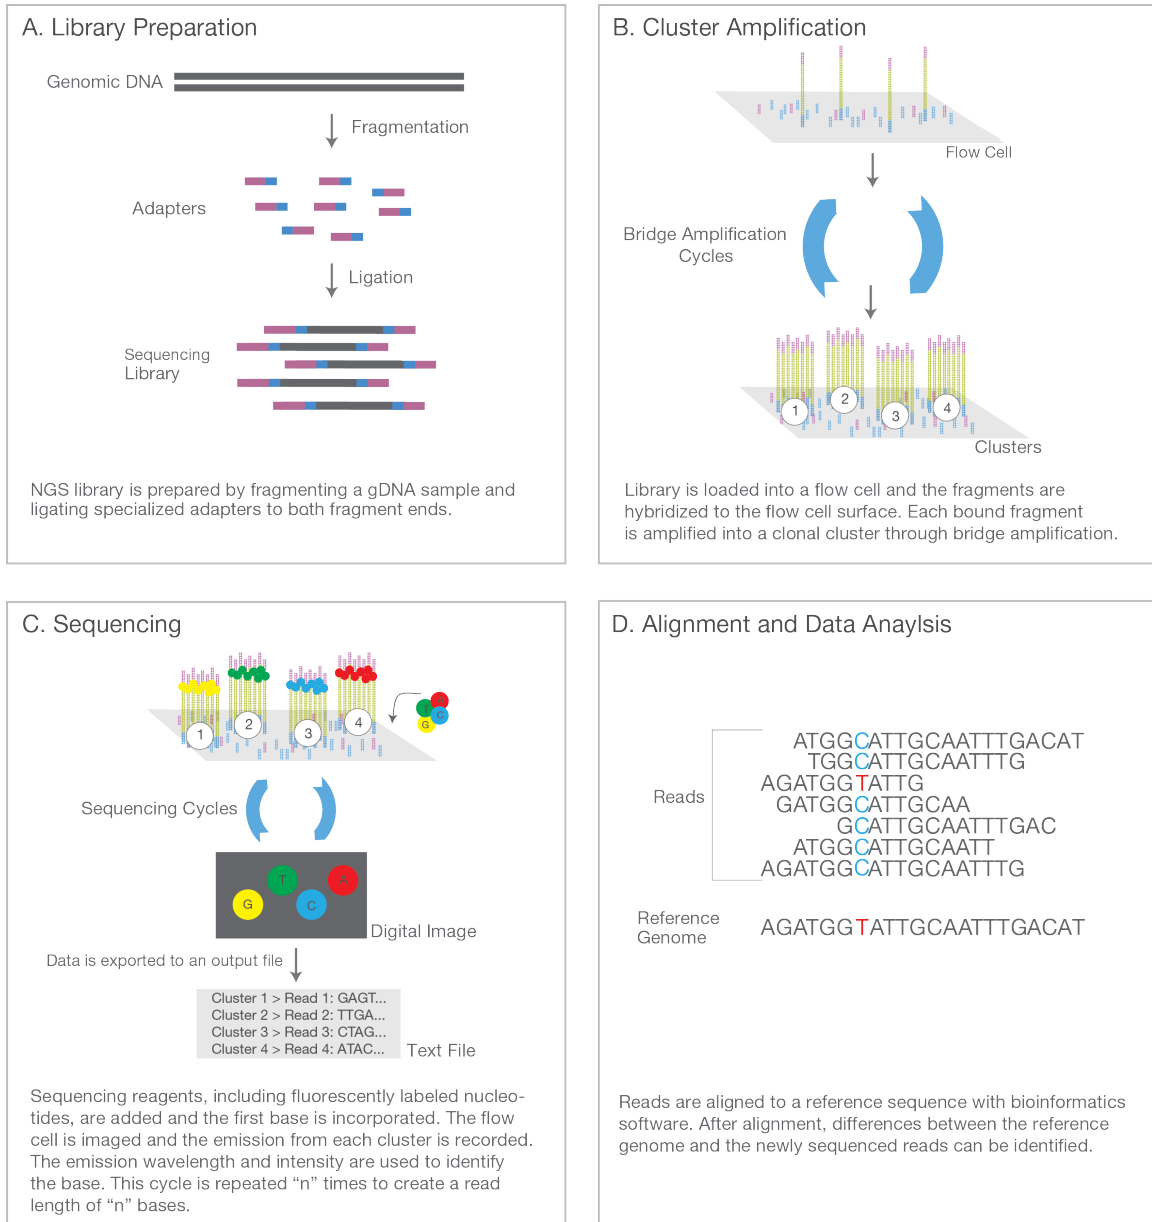 A. Library Preparation
Genomic DNA
Fragmentation
Adapters
Ligation
Sequencing
Library
NGS library is prepared by fragmenting a gDNA sample and
ligating specialized adapters to both fragment ends.
B. Cluster Amplification
Flow Cell
Bridge Amplification
Cycles
1
2
3
4
Clusters
Library is loaded into a flow cell and the fragments are
hybridized to the flow cell surface. Each bound fragment
is amplified into a clonal cluster through bridge amplification.
C. Sequencing
1
2
3
4
A
T
C
G
Sequencing Cycles
T
A
G
C
Digital Image
Data is exported to an output file
Cluster 1 > Read 1: GAGT...
Cluster 2 > Read 2: TTGA...
Cluster 3 > Read 3: CTAG...
Cluster 4 > Read 4: ATAC...
Text File
Sequencing reagents, including fluorescently labeled nucleo-
tides, are added and the first base is incorporated. The flow
cell is imaged and the emission from each cluster is recorded.
The emission wavelength and intensity are used to identify
the base. This cycle is repeated “n” times to create a read
length of “n” bases.
D. Alignment and Data Anaylsis
Reads
ATGGCATTGCAATTTGACAT
TGGCATTGCAATTTG
AGATGGTATTG
GATGGCATTGCAA
GCATTGCAATTTGAC
ATGGCATTGCAATT
AGATGGCATTGCAATTTG
Reference
Genome
AGATGGTATTGCAATTTGACAT
Reads are aligned to a reference sequence with bioinformatics
software. After alignment, differences between the reference
genome and the newly sequenced reads can be identified.